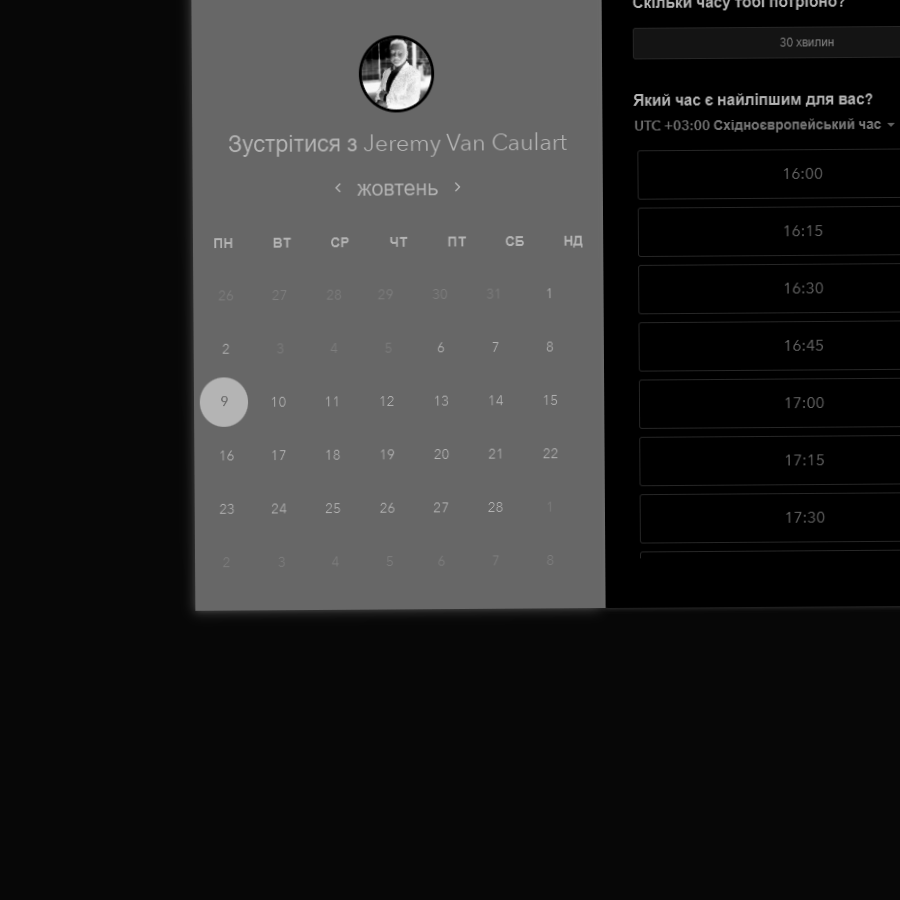 Зустрітися з Jeremy Van Caulart
жовтень
ПН ВТ СР ЧТ ПТ СБ НД
26 27 28 29 30 31 1
2 3 4 5 6 7 8
9 10 11 12 13 14 15
16 17 18 19 20 21 22
23 24 25 26 27 28 1
2 3 4 5 6 7 8
Скільки часу тобі потрібно?
30 хвилин
Який час є найліпшим для вас?
UTC +03:00 Східноєвропейський час
16:00
16:15
16:30
16:45
17:00
17:15
17:30